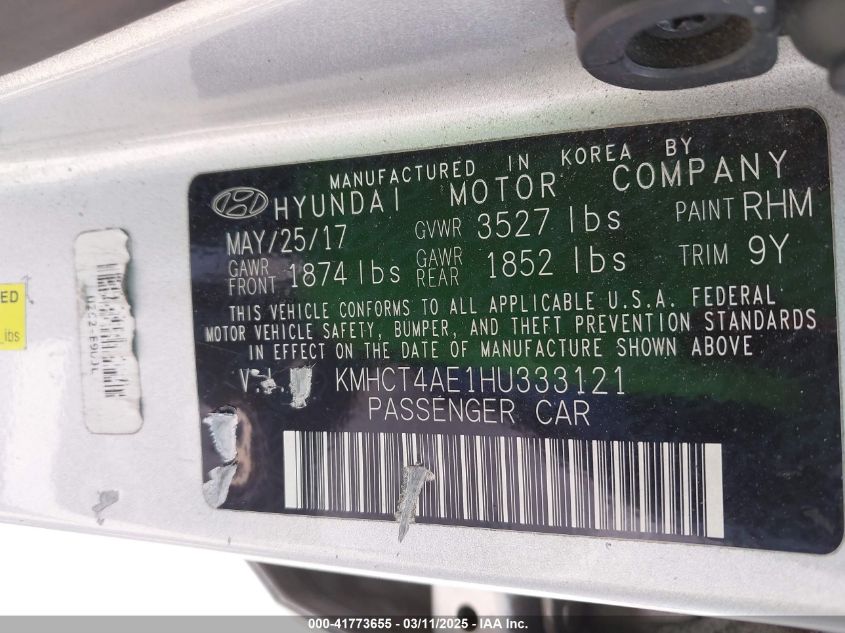 MANUFACTURED IN KOREA BY
HYUNDAI MOTOR COMPANY
MAY/25/17 GVWR 3527 lbs PAINT RHM
GAWR FRONT 1874 lbs GAWR REAR 1852 lbs TRIM 9Y
THIS VEHICLE CONFORMS TO ALL APPLICABLE U.S.A. FEDERAL
MOTOR VEHICLE SAFETY, BUMPER, AND THEFT PREVENTION STANDARDS
IN EFFECT ON THE DATE OF MANUFACTURE SHOWN ABOVE
V.I. KMHCT4AE1HU333121
PASSENGER CAR
ED
lbs
000-41773655 - 03/11/2025 - IAA Inc.